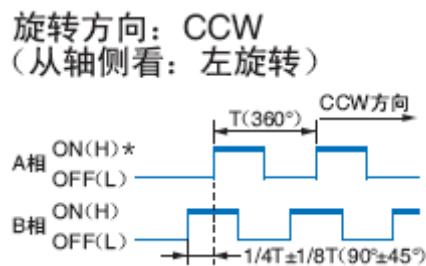 旋转方向：CCW
（从轴侧看：左旋转）
CCW方向
T(360°)
A相 ON(H)*
OFF(L)
B相 ON(H)
OFF(L)
1/4T±1/8T(90°±45°)